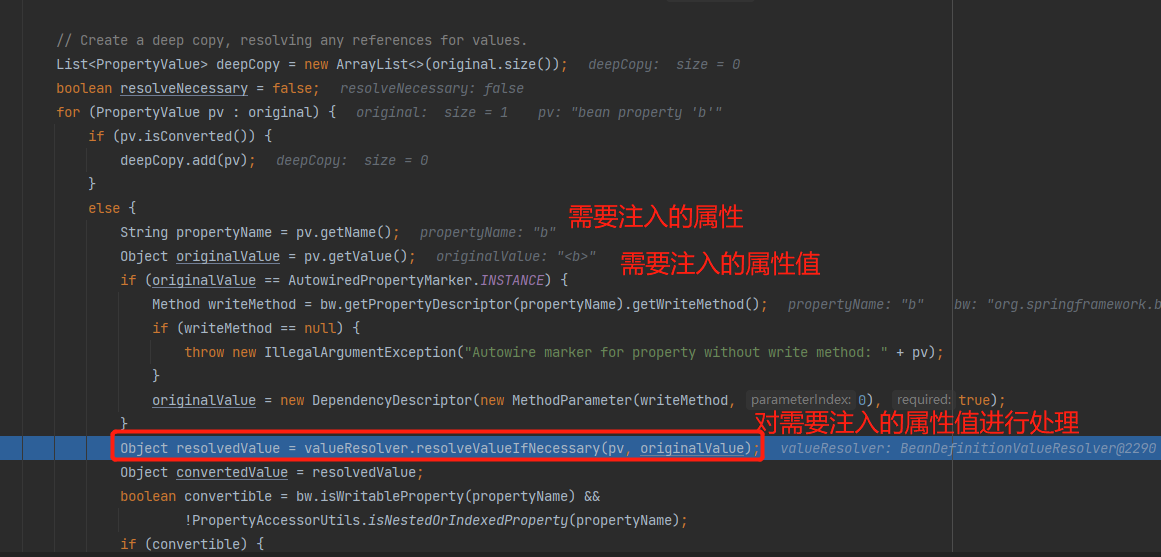 // Create a deep copy, resolving any references for values.
List<PropertyValue> deepCopy = new ArrayList<>(original.size()); deepCopy: size = 0
boolean resolveNecessary = false; resolveNecessary: false
for (PropertyValue pv : original) { original: size = 1 pv: "bean property 'b'"
if (pv.isConverted()) {
deepCopy.add(pv); deepCopy: size = 0
}
else {
需要注入的属性
String propertyName = pv.getName(); propertyName: "b"
Object originalValue = pv.getValue(); originalValue: "<b>" 需要注入的属性值
if (originalValue == AutowiredPropertyMarker.INSTANCE) {
Method writeMethod = bw.getPropertyDescriptor(propertyName).getWriteMethod(); propertyName: "b" bw: "org.springframework.b
if (writeMethod == null) {
throw new IllegalArgumentException("Autowire marker for property without write method: " + pv);
}
originalValue = new DependencyDescriptor(new MethodParameter(writeMethod, parameterIndex: 0), required: true);
} 对需要注入的属性值进行处理
Object resolvedValue = valueResolver.resolveValueIfNecessary(pv, originalValue); valueResolver: BeanDefinitionValueResolver@2290
Object convertedValue = resolvedValue;
boolean convertible = bw.isWritableProperty(propertyName) &&
!PropertyAccessorUtils.isNestedOrIndexedProperty(propertyName);
if (convertible) {